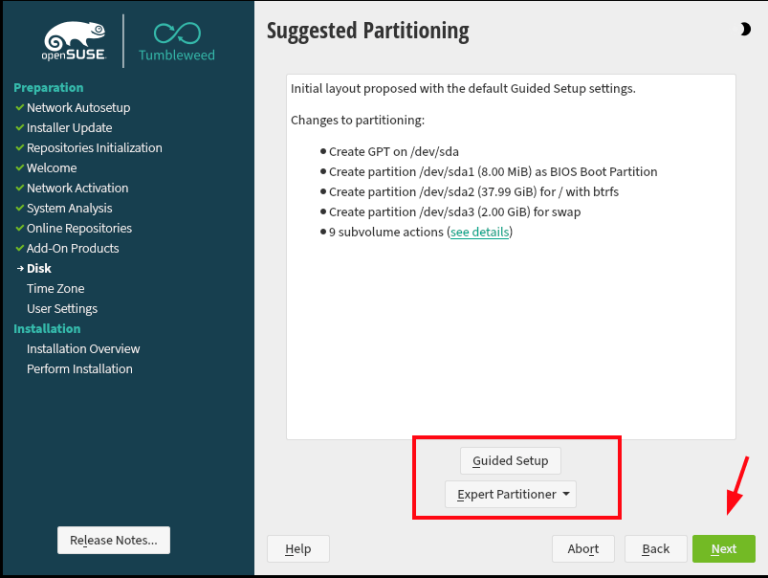 openSUSE
Tumbleweed
Preparation
Network Autosetup
Installer Update
Repositories Initialization
Welcome
Network Activation
System Analysis
Online Repositories
Add-On Products
Disk
Time Zone
User Settings
Installation
Installation Overview
Perform Installation
Release Notes...
Suggested Partitioning
Initial layout proposed with the default Guided Setup settings.
Changes to partitioning:
Create GPT on /dev/sda
Create partition /dev/sda1 (8.00 MiB) as BIOS Boot Partition
Create partition /dev/sda2 (37.99 GiB) for / with btrfs
Create partition /dev/sda3 (2.00 GiB) for swap
9 subvolume actions (see details)
Guided Setup
Expert Partitioner
Help
Abort
Back
Next